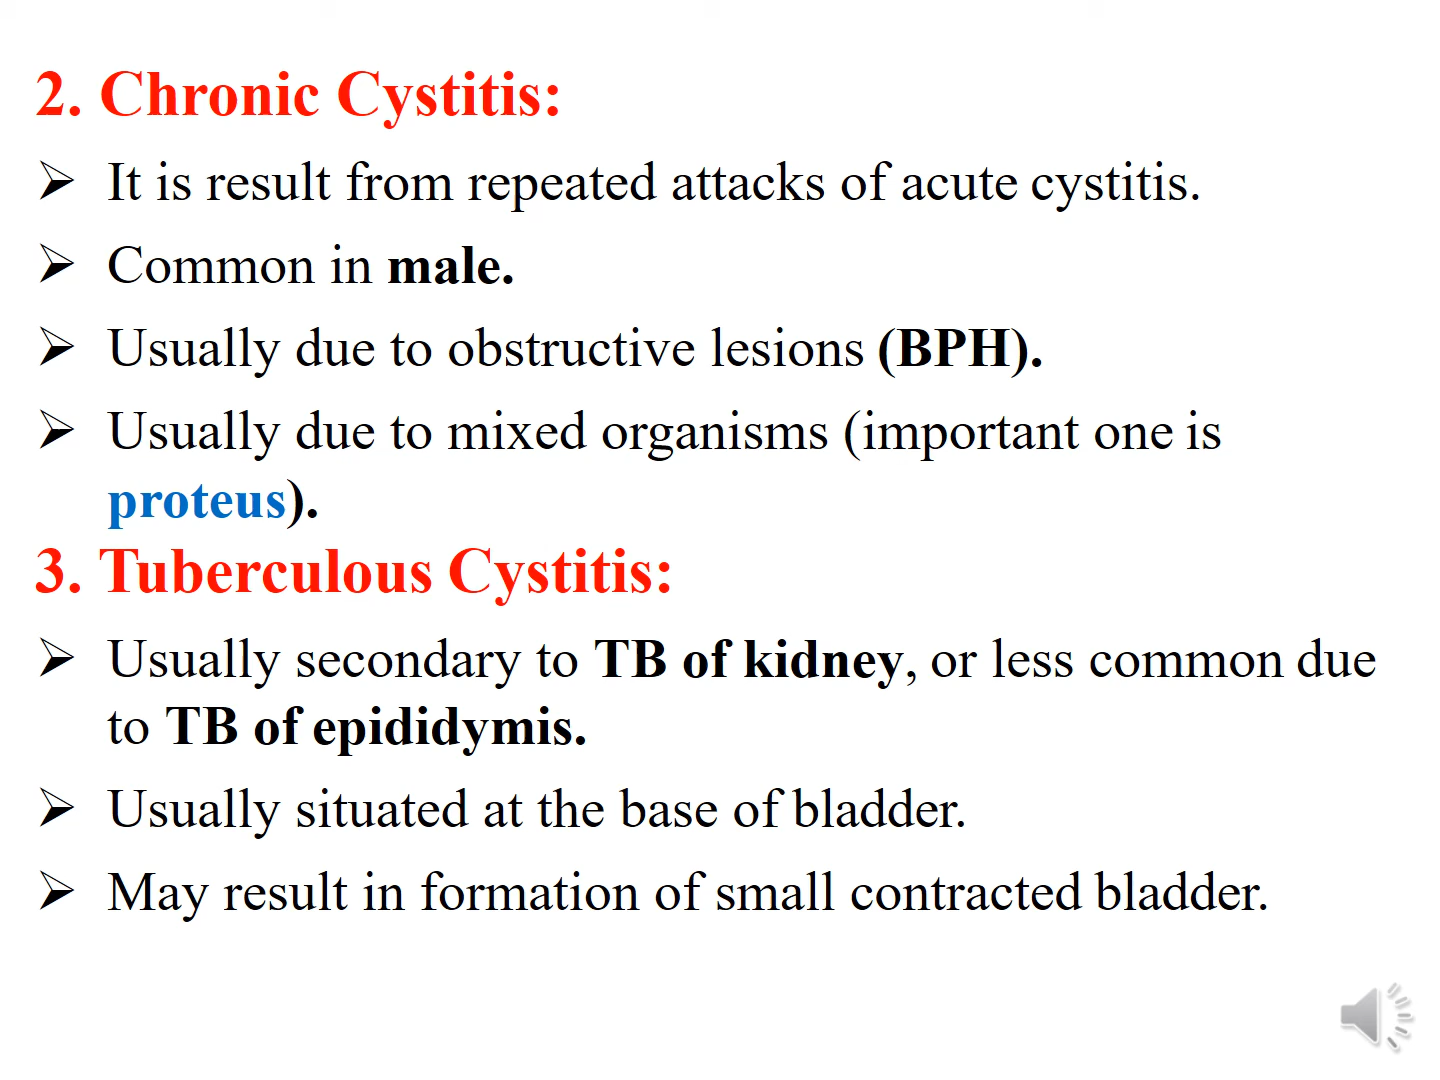 2. Chronic Cystitis:
➢ It is result from repeated attacks of acute cystitis.
➢ Common in male.
➢ Usually due to obstructive lesions (BPH).
➢ Usually due to mixed organisms (important one is
proteus).
3. Tuberculous Cystitis:
➢ Usually secondary to TB of kidney, or less common due
to TB of epididymis.
➢ Usually situated at the base of bladder.
➢ May result in formation of small contracted bladder.